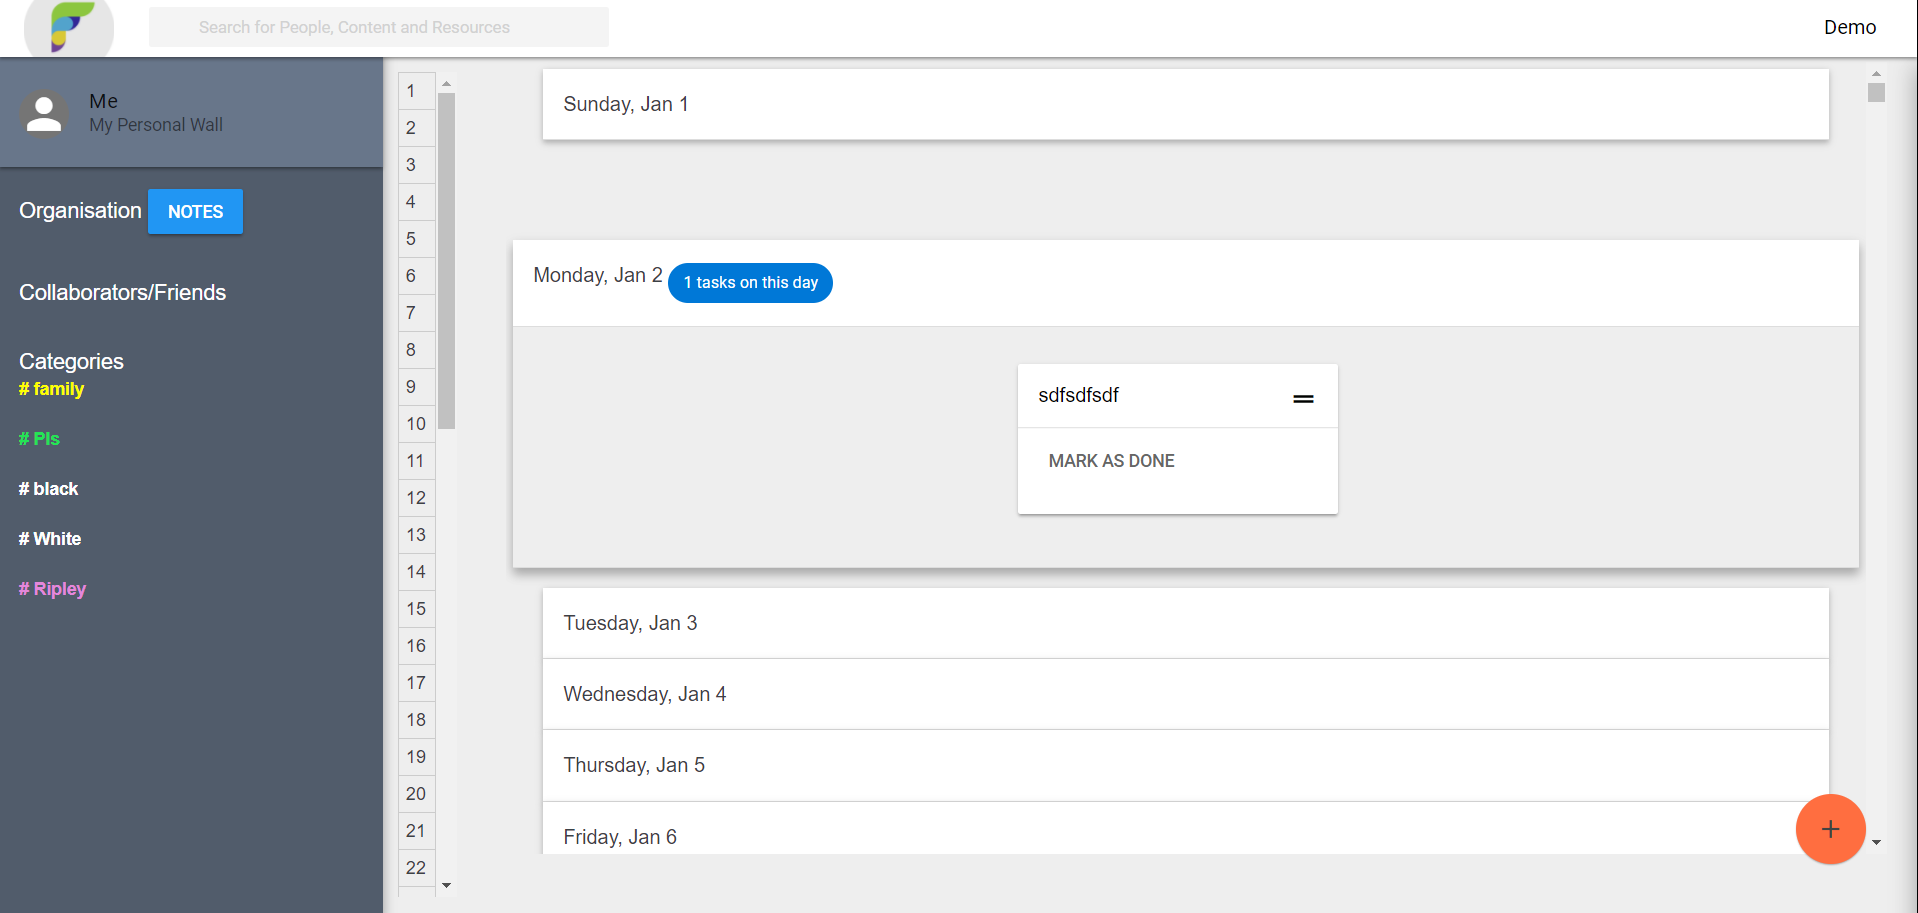 Search for People, Content and Resources
Demo
Me
My Personal Wall
Organisation NOTES
Collaborators/Friends
Categories
# family
# Pls
# black
# White
# Ripley
1
2
3
4
5
6
7
8
9
10
11
12
13
14
15
16
17
18
19
20
21
22
Sunday, Jan 1
Monday, Jan 2 1 tasks on this day
sdfsdfsdf
MARK AS DONE
Tuesday, Jan 3
Wednesday, Jan 4
Thursday, Jan 5
Friday, Jan 6
+